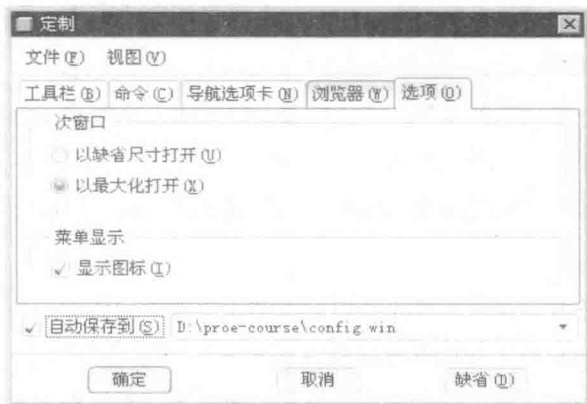 定制
文件(F) 视图(V)
工具栏(B) 命令(C) 导航选项卡(N) 浏览器(W) 选项(O)
次窗口
以缺省尺寸打开(U)
以最大化打开(X)
菜单显示
显示图标(I)
自动保存到(S) D:\proe-course\config win
确定 取消 缺省(D)